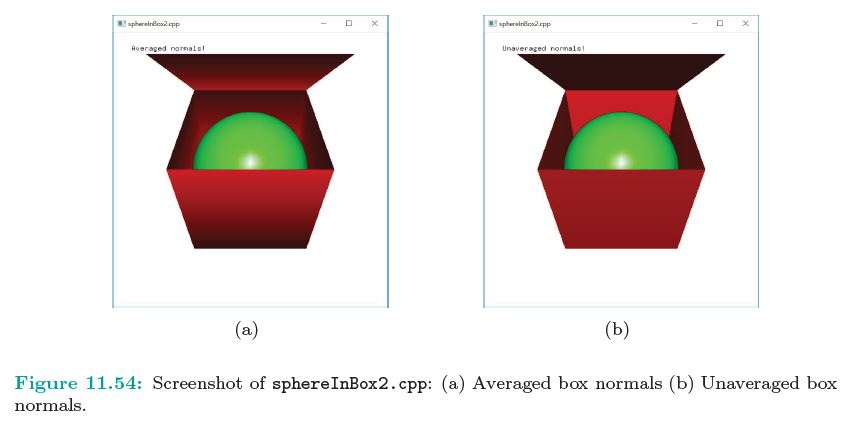 sphereInBox2.cpp
Averaged normals!
sphereInBox2.cpp
Unaveraged normals!
(a)
(b)
Figure 11.54: Screenshot of sphereInBox2.cpp: (a) Averaged box normals (b) Unaveraged box
normals.